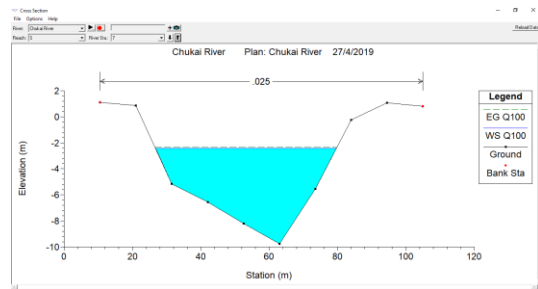 Cross Section
File Options Help
River: Chukai River
Reach: 0 River Sta: 7
Reload Data
Chukai River Plan: Chukai River 27/4/2019
.025
Legend
EG Q100
WS Q100
Ground
Bank Sta
Elevation (m)
2
0
-2
-4
-6
-8
-10
0 20 40 60 80 100 120
Station (m)